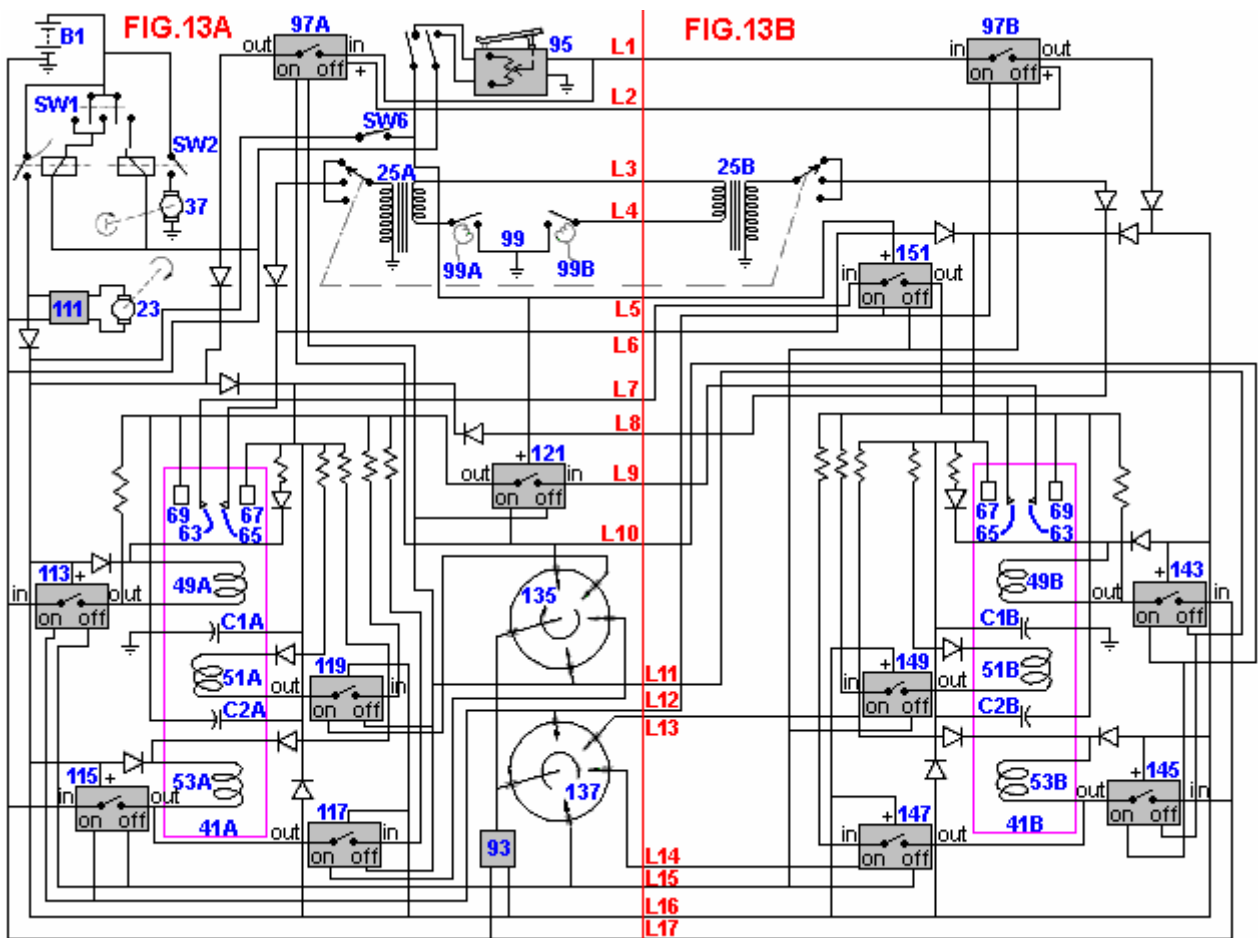 FIG.13A
FIG.13B
B1
97A
out
in
on off
+
95
L1
97B
in
out
on off
+
L2
SW1
SW6
SW2
25A
L3
25B
37
L4
99
99A
99B
151
+
in
out
on off
111
23
L5
L6
L7
L8
121
+
out
in
on off
L9
69
67
63
65
67
69
65
63
L10
113
+
in
out
on off
49A
135
49B
143
+
out
in
on off
C1A
C1B
51A
119
out
in
on off
L11
149
+
out
on off
51B
L12
C2A
L13
C2B
115
+
in
out
on off
53A
137
53B
145
+
out
in
on off
117
out
in
on off
147
+
in
out
on off
41A
93
41B
L14
L15
L16
L17